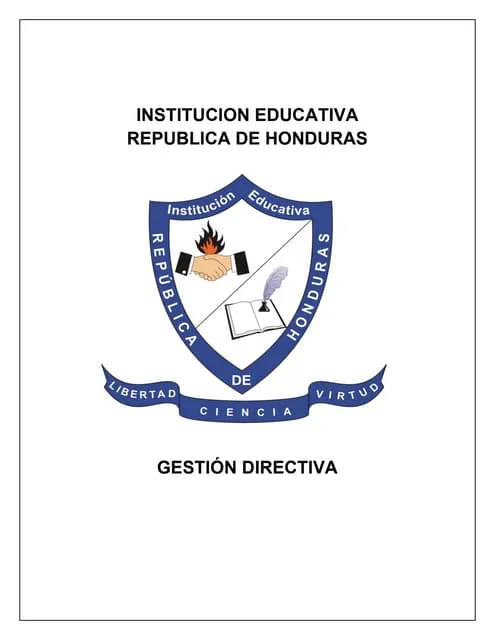 INSTITUCION EDUCATIVA
REPUBLICA DE HONDURAS
Institución Educativa
REPÚBLICA
DE
HONDURAS
LIBERTAD
CIENCIA
VIRTUD
GESTIÓN DIRECTIVA